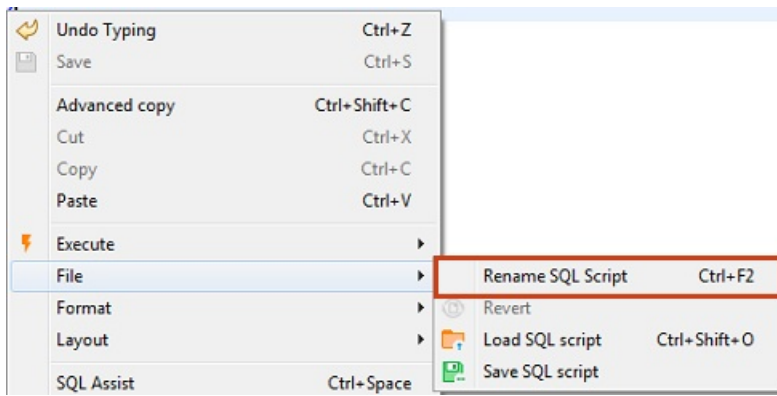 Undo Typing Ctrl+Z
Save Ctrl+S
Advanced copy Ctrl+Shift+C
Cut Ctrl+X
Copy Ctrl+C
Paste Ctrl+V
Execute
File
Format
Layout
SQL Assist Ctrl+Space
Rename SQL Script Ctrl+F2
Revert
Load SQL script Ctrl+Shift+O
Save SQL script